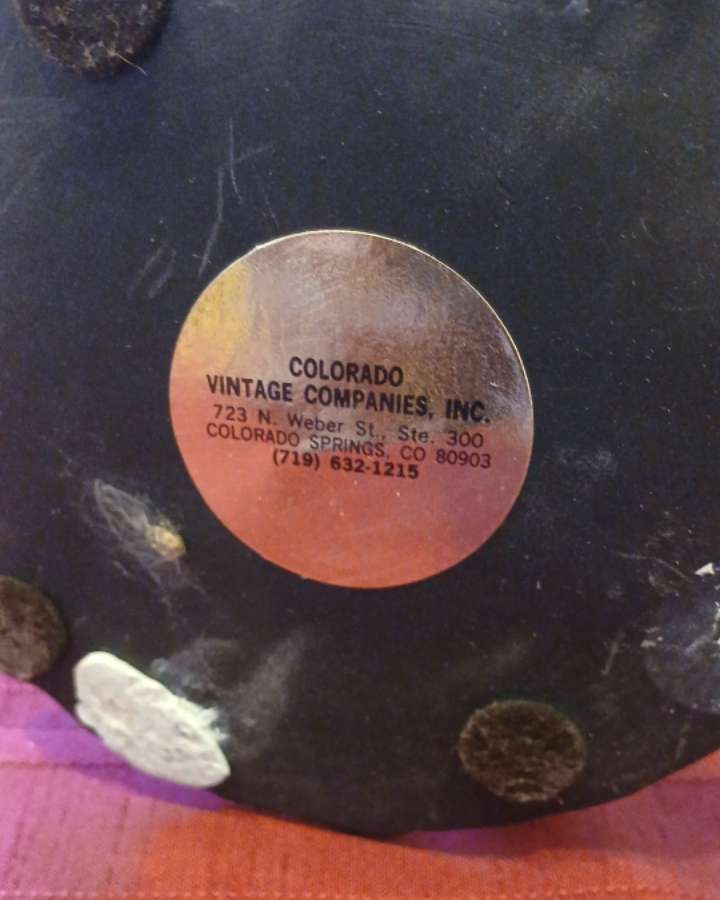 COLORADO
VINTAGE COMPANIES, INC.
723 N. Weber St., Ste. 300
COLORADO SPRINGS, CO 80903
(719) 632-1215